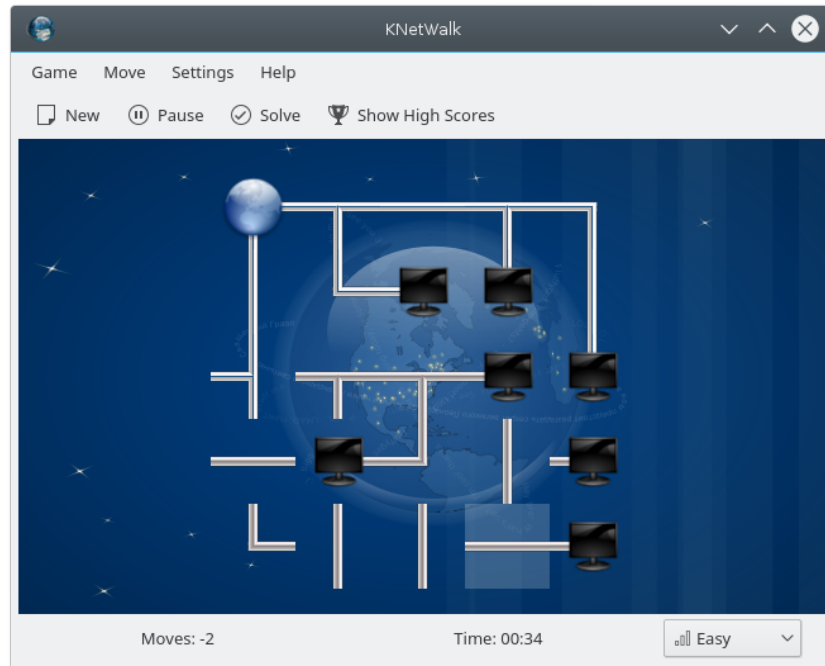 KNetWalk
Game Move Settings Help
New Pause Solve Show High Scores
Moves: -2 Time: 00:34 Easy